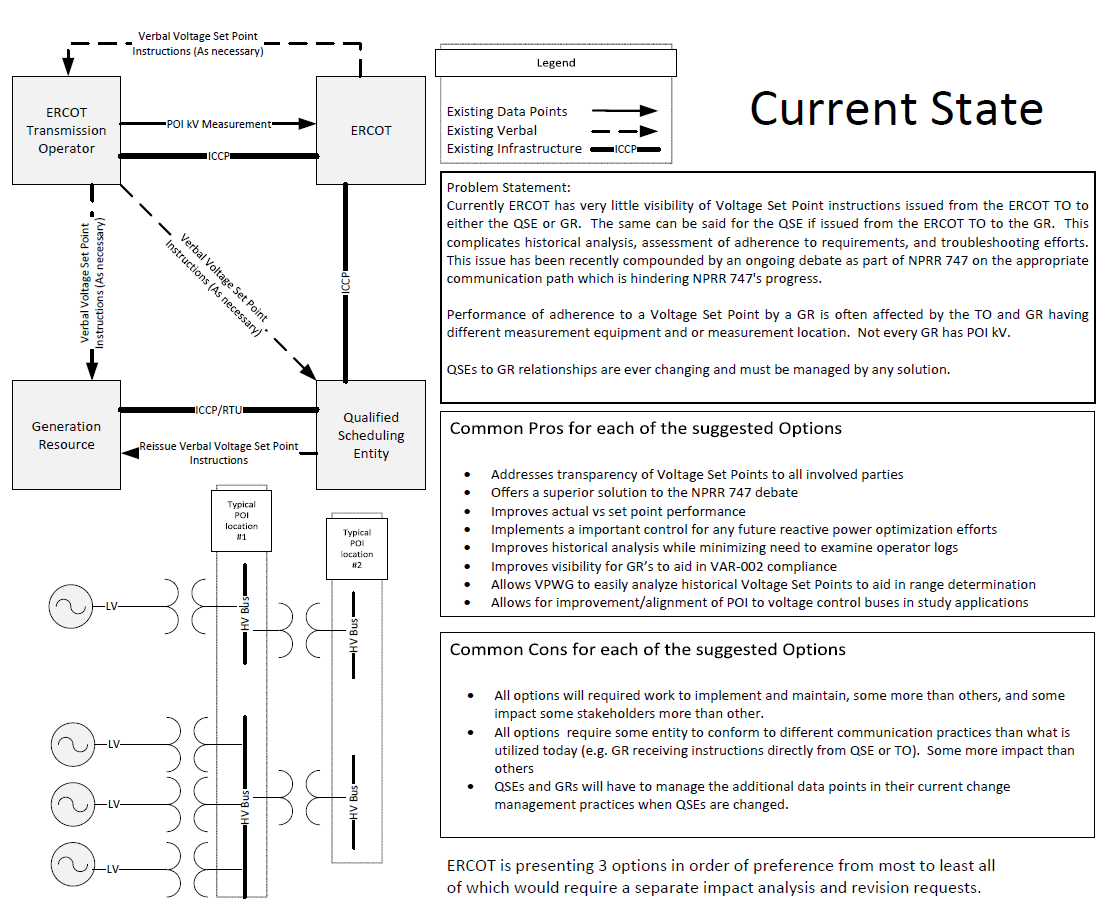 Verbal Voltage Set Point
Instructions (As necessary)
ERCOT
Transmission
Operator
POI kV Measurement
ICCP
ERCOT
Verbal Voltage Set Point
Instructions (As necessary)
Verbal Voltage Set Point
Instructions (As necessary)
ICCP
Generation
Resource
ICCP/RTU
Reissue Verbal Voltage Set Point
Instructions
Qualified
Scheduling
Entity
Typical
POI
location
#1
Typical
POI
location
#2
LV
HV Bus
HV Bus
LV
LV
LV
HV Bus
HV Bus
Legend
Existing Data Points
Existing Verbal
Existing Infrastructure
ICCP
Current State
Problem Statement:
Currently ERCOT has very little visibility of Voltage Set Point instructions issued from the ERCOT TO to
either the QSE or GR. The same can be said for the QSE if issued from the ERCOT TO to the GR. This
complicates historical analysis, assessment of adherence to requirements, and troubleshooting efforts.
This issue has been recently compounded by an ongoing debate as part of NPRR 747 on the appropriate
communication path which is hindering NPRR 747's progress.
Performance of adherence to a Voltage Set Point by a GR is often affected by the TO and GR having
different measurement equipment and or measurement location. Not every GR has POI kV.
QSEs to GR relationships are ever changing and must be managed by any solution.
Common Pros for each of the suggested Options
• Addresses transparency of Voltage Set Points to all involved parties
• Offers a superior solution to the NPRR 747 debate
• Improves actual vs set point performance
• Implements a important control for any future reactive power optimization efforts
• Improves historical analysis while minimizing need to examine operator logs
• Improves visibility for GR's to aid in VAR-002 compliance
• Allows VPWG to easily analyze historical Voltage Set Points to aid in range determination
• Allows for improvement/alignment of POI to voltage control buses in study applications
Common Cons for each of the suggested Options
• All options will required work to implement and maintain, some more than others, and some
impact some stakeholders more than other.
• All options require some entity to conform to different communication practices than what is
utilized today (e.g. GR receiving instructions directly from QSE or TO). Some more impact than
others
• QSEs and GRs will have to manage the additional data points in their current change
management practices when QSEs are changed.
ERCOT is presenting 3 options in order of preference from most to least all
of which would require a separate impact analysis and revision requests.